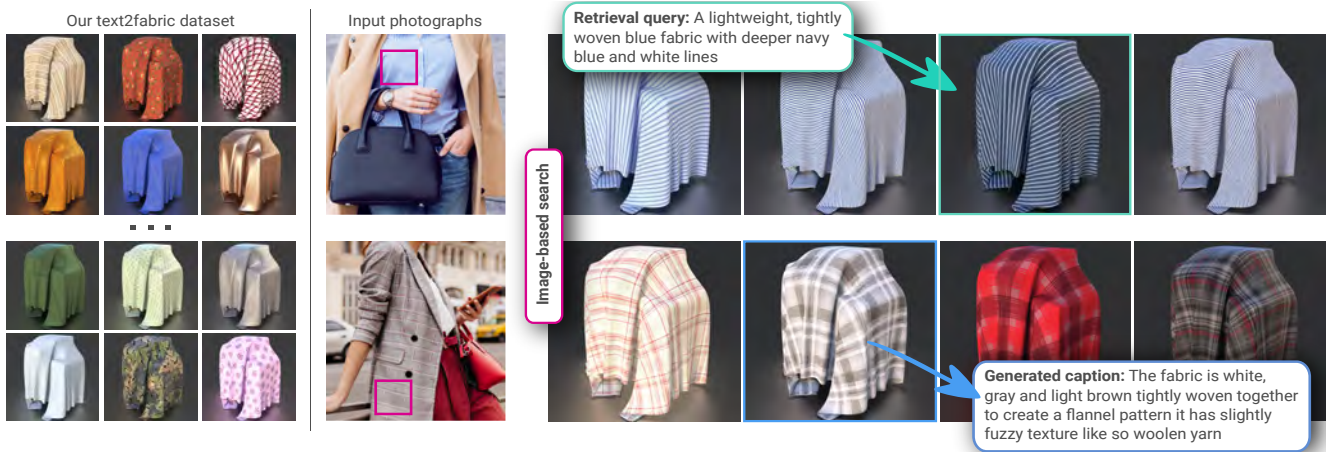 Our text2fabric dataset
Input photographs
Retrieval query: A lightweight, tightly
woven blue fabric with deeper navy
blue and white lines
Image-based search
Generated caption: The fabric is white,
gray and light brown tightly woven together
to create a flannel pattern it has slightly
fuzzy texture like so woolen yarn